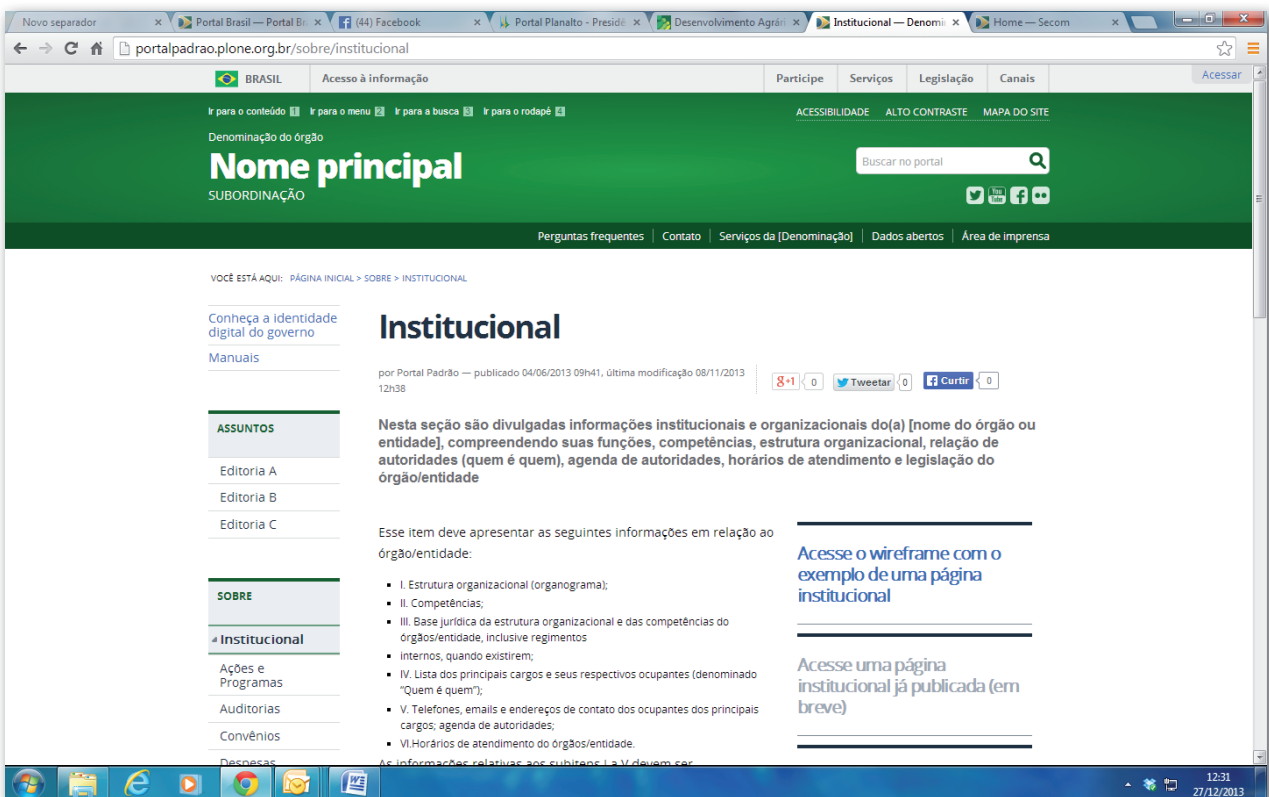 Novo separador
Portal Brasil — Portal Br
(44) Facebook
Portal Planalto - Presidê
Desenvolvimento Agrári
Institucional — Denomin
Home — Secom
portalpadrao.plone.org.br/sobre/institucional
BRASIL Acesso à informação Participe Serviços Legislação Canais Acessar
Ir para o conteúdo 1 Ir para o menu 2 Ir para a busca 3 Ir para o rodapé 4 ACESSIBILIDADE ALTO CONTRASTE MAPA DO SITE
Denominação do órgão
Nome principal
Buscar no portal
SUBORDINAÇÃO
You Tube
Perguntas frequentes Contato Serviços da [Denominação] Dados abertos Área de imprensa
VOCÊ ESTÁ AQUI: PÁGINA INICIAL > SOBRE > INSTITUCIONAL
Conheça a identidade
digital do governo
Manuais
ASSUNTOS
Editoria A
Editoria B
Editoria C
SOBRE
Institucional
Ações e
Programas
Auditorias
Convênios
Despesas
Institucional
por Portal Padrão — publicado 04/06/2013 09h41, última modificação 08/11/2013
12h38
g+1 0 Tweetar 0 Curtir 0
Nesta seção são divulgadas informações institucionais e organizacionais do(a) [nome do órgão ou
entidade], compreendendo suas funções, competências, estrutura organizacional, relação de
autoridades (quem é quem), agenda de autoridades, horários de atendimento e legislação do
órgão/entidade
Esse item deve apresentar as seguintes informações em relação ao
órgão/entidade:
I. Estrutura organizacional (organograma);
II. Competências;
III. Base jurídica da estrutura organizacional e das competências do
órgãos/entidade, inclusive regimentos
internos, quando existirem;
IV. Lista dos principais cargos e seus respectivos ocupantes (denominado
"Quem é quem");
V. Telefones, emails e endereços de contato dos ocupantes dos principais
cargos; agenda de autoridades;
VI.Horários de atendimento do órgãos/entidade.
As informações relativas aos subitens I a V devem ser
Acesse o wireframe com o
exemplo de uma página
institucional
Acesse uma página
institucional já publicada (em
breve)
12:31
27/12/2013